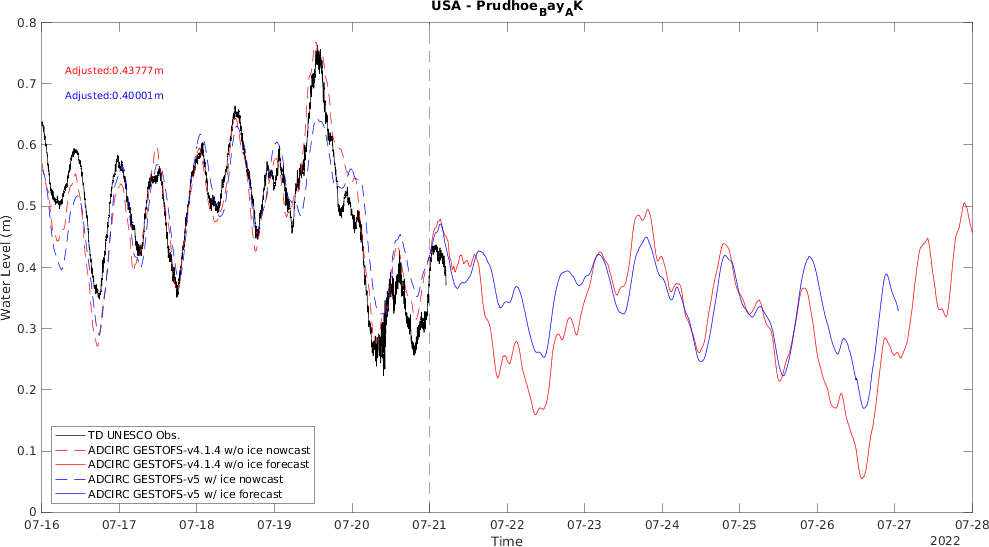 USA - PrudhoeBayAK
0.8
0.7
0.6
0.5
0.4
0.3
0.2
0.1
0
Water Level (m)
Adjusted:0.43777m
Adjusted:0.40001m
TD UNESCO Obs.
ADCIRC GESTOFS-v4.1.4 w/o ice nowcast
ADCIRC GESTOFS-v4.1.4 w/o ice forecast
ADCIRC GESTOFS-v5 w/ ice nowcast
ADCIRC GESTOFS-v5 w/ ice forecast
07-16 07-17 07-18 07-19 07-20 07-21 07-22 07-23 07-24 07-25 07-26 07-27 07-28
Time
2022